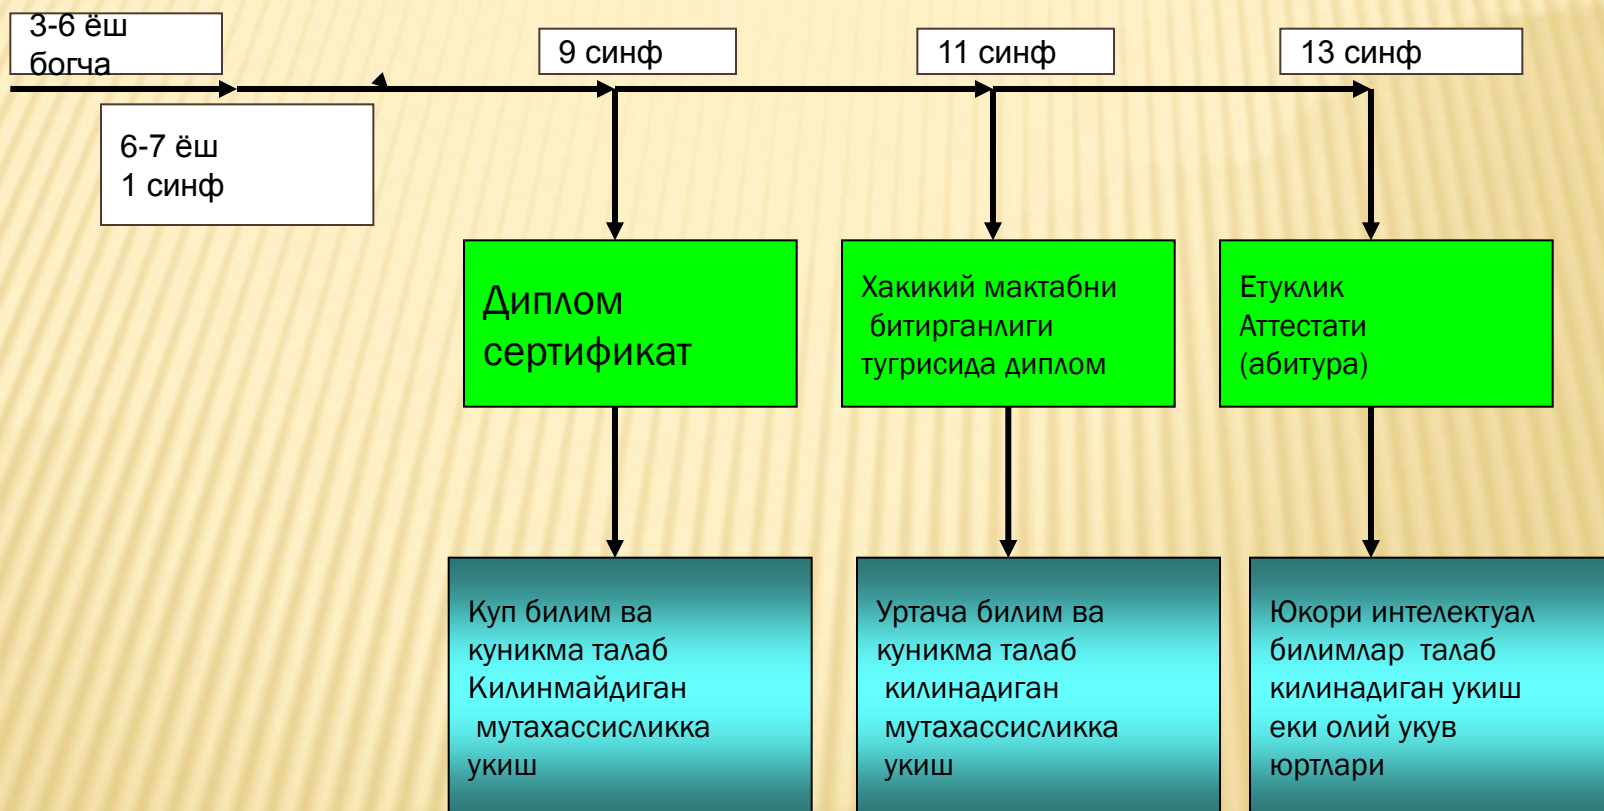 3-6 ёш
богча
9 синф
11 синф
13 синф
6-7 ёш
1 синф
Диплом
сертификат
Хакикий мактабни
битирганлиги
тугрисида диплом
Етуклик
Аттестати
(абитура)
Куп билим ва
куникма талаб
Килинмайдиган
мутахассисликка
укиш
Уртача билим ва
куникма талаб
килинадиган
мутахассисликка
укиш
Юкори интелектуал
билимлар талаб
килинадиган укиш
еки олий укув
юртлари